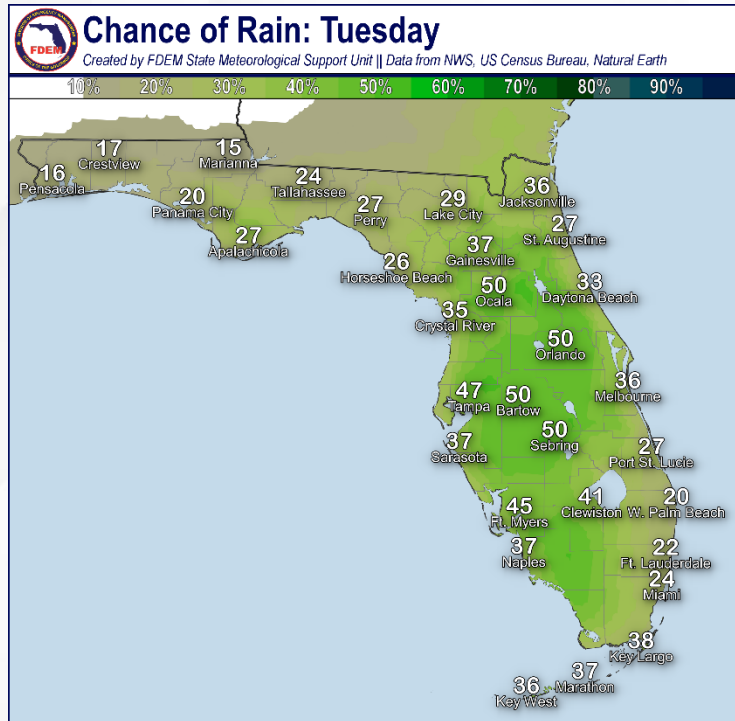 FDEM
Chance of Rain: Tuesday
Created by FDEM State Meteorological Support Unit || Data from NWS, US Census Bureau, Natural Earth
10% 20% 30% 40% 50% 60% 70% 80% 90%
17
Crestview
15
Marianna
16
Pensacola
24
Tallahassee
20
Panama City
27
Perry
29
Lake City
36
Jacksonville
27
Apalachicola
27
St. Augustine
37
Gainesville
26
Horseshoe Beach
50
Ocala
33
Daytona Beach
35
Crystal River
50
Orlando
36
Melbourne
47
Tampa
50
Bartow
50
Sebring
37
Sarasota
27
Port St. Lucie
45
Ft. Myers
41
Clewiston
20
W. Palm Beach
37
Naples
22
Ft. Lauderdale
24
Miami
38
Key Largo
37
Marathon
36
Key West